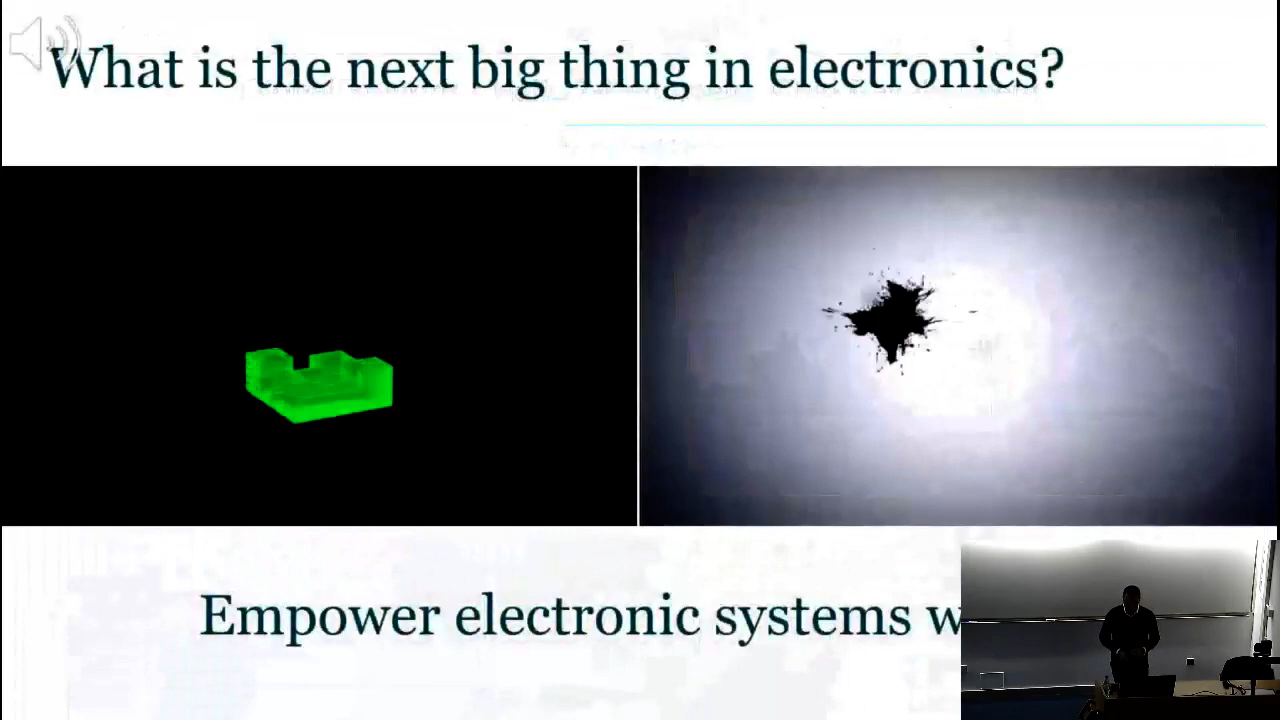 What is the next big thing in electronics?
Empower electronic systems